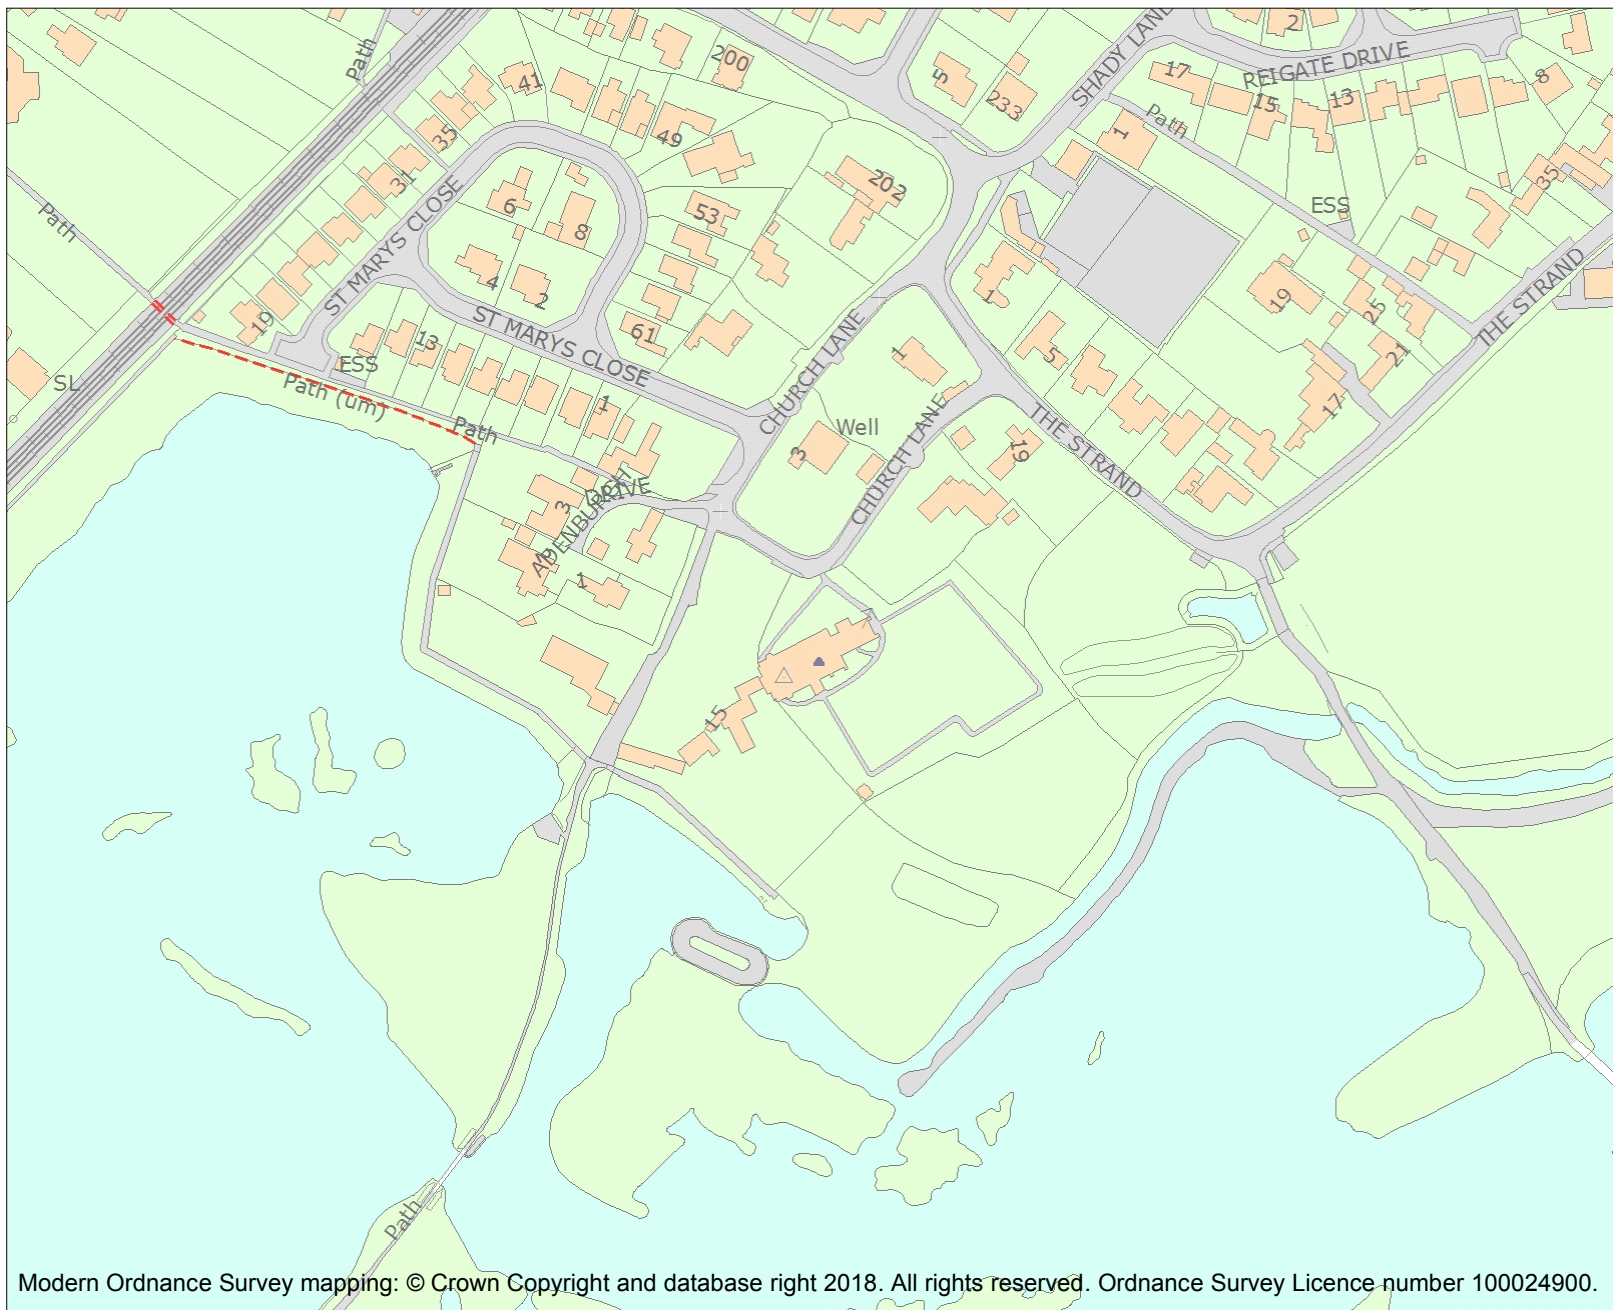 2
SHADY LANE
Path
200
5
17
REIGATE DRIVE
8
41
233
15
13
35
49
1
Path
31
202
35
Path
6
53
ESS
ST MARYS CLOSE
8
4
2
1
19
THE STRAND
19
ST MARYS CLOSE
61
25
13
CHURCH LANE
1
5
21
SL
ESS
Path (um)
1
Path
Well
CHURCH LANE
THE STRAND
17
3
19
3
DRIVE
1
15
Path
Modern Ordnance Survey mapping: © Crown Copyright and database right 2018. All rights reserved. Ordnance Survey Licence number 100024900.